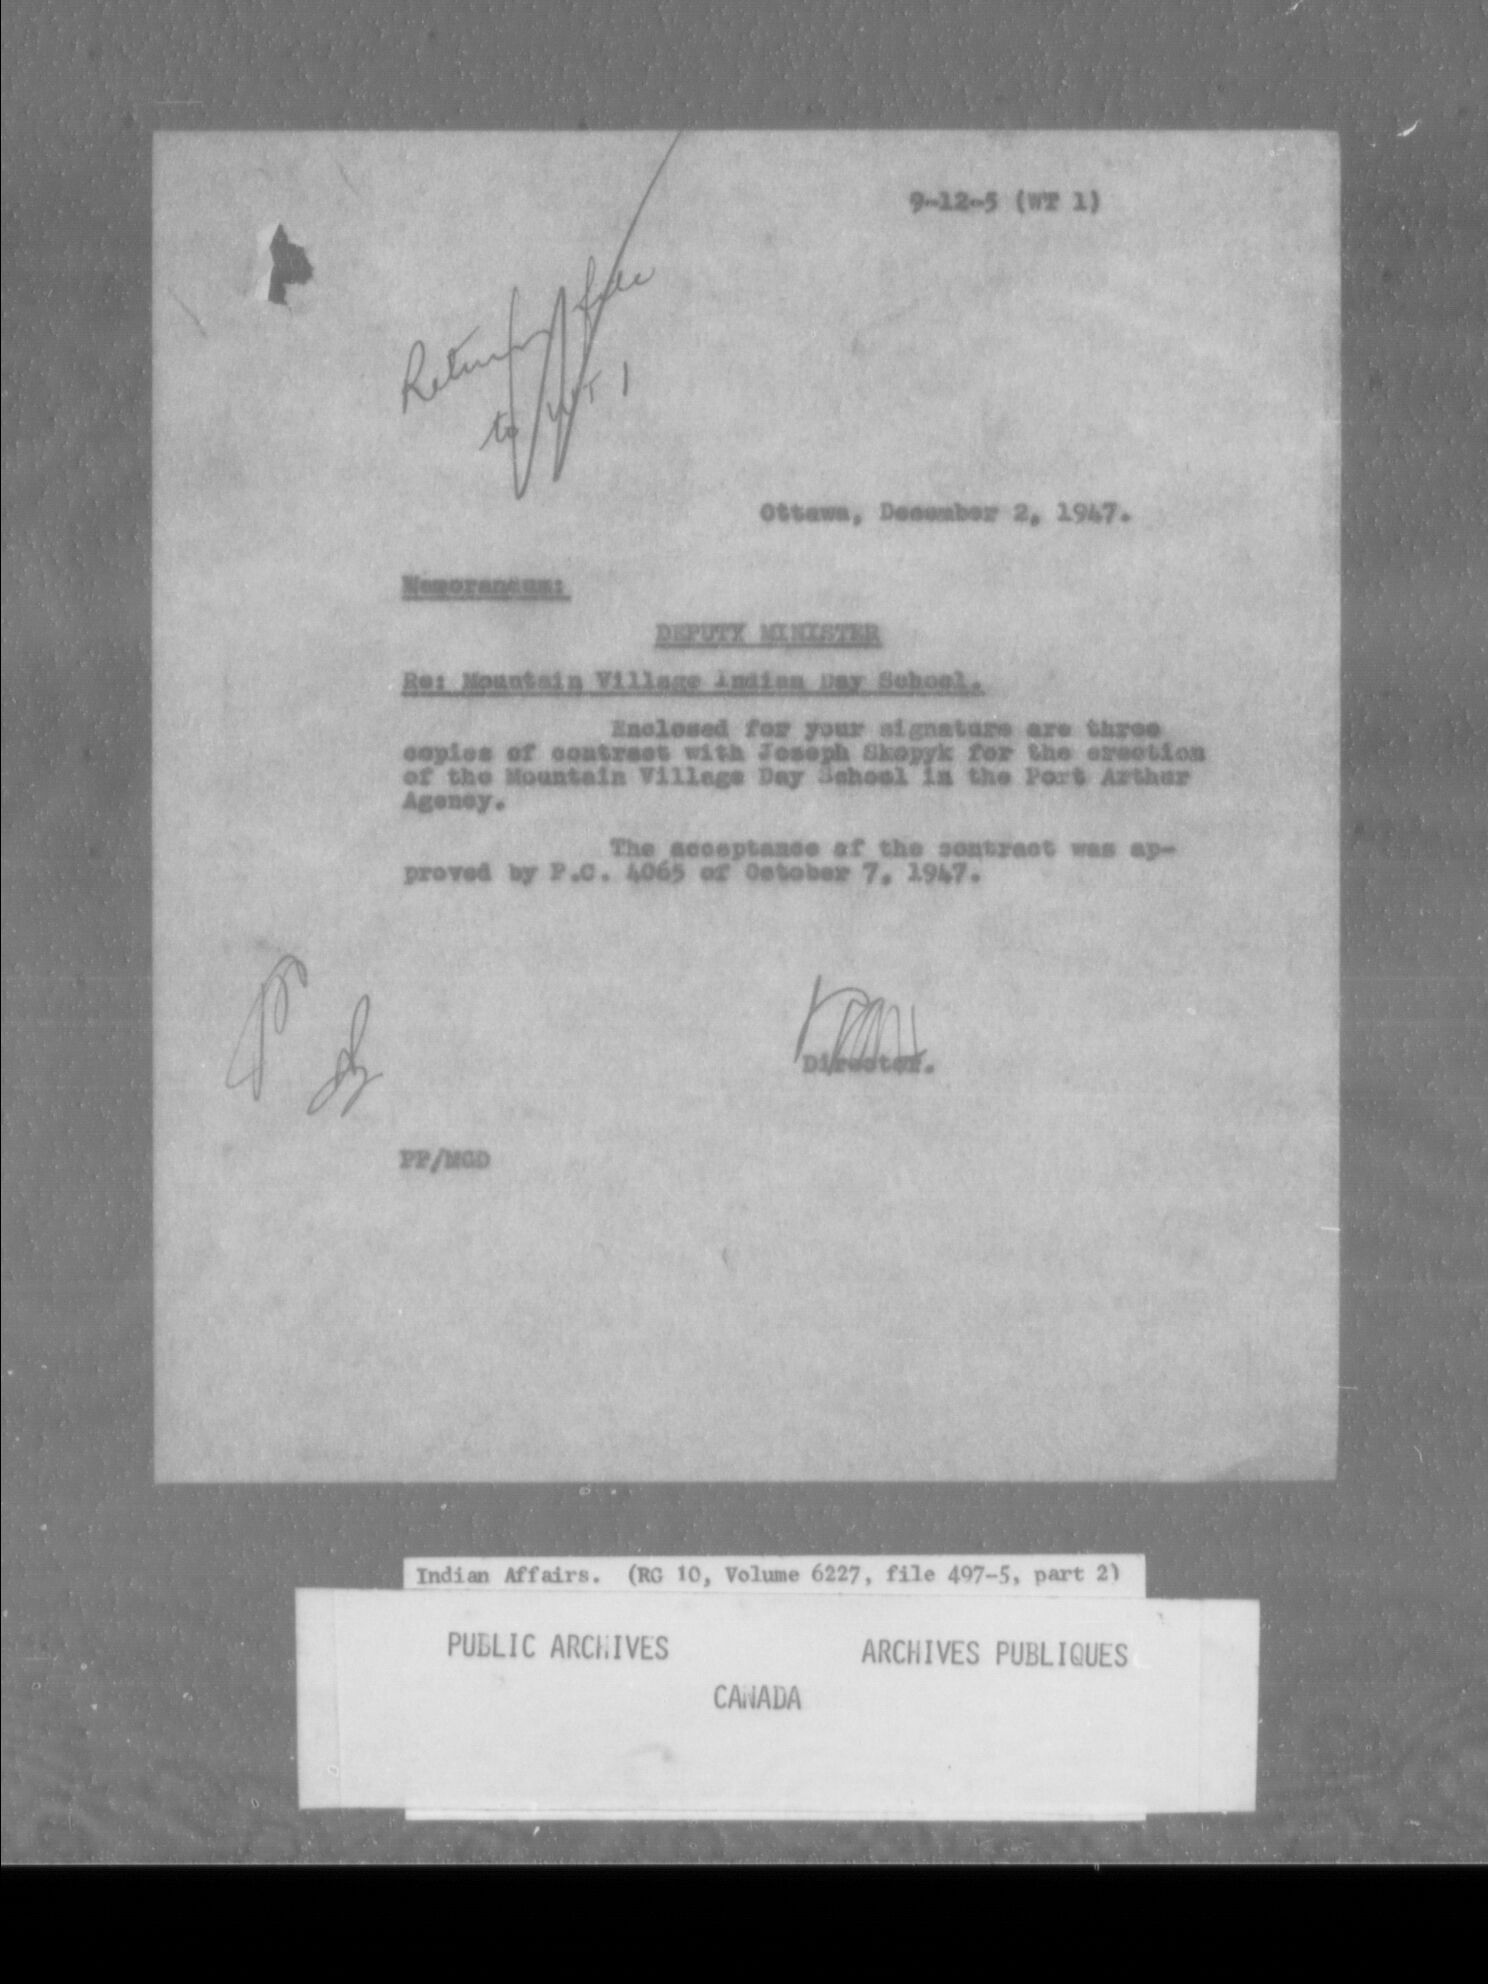 9-12-5 (WT 1)
Return file
to WT 1
Ottawa, December 2, 1947.
Memorandum:
DEPUTY MINISTER
Re: Mountain Village Indian Day School.
Enclosed for your signature are three
copies of contract with Joseph Skopyk for the erection
of the Mountain Village Day School in the Port Arthur
Agency.
The acceptance of the contract was ap-
proved by P.C. 4065 of October 7, 1947.
Director.
PP/MGD
Indian Affairs. (RG 10, Volume 6227, file 497-5, part 2)
PUBLIC ARCHIVES ARCHIVES PUBLIQUES
CANADA